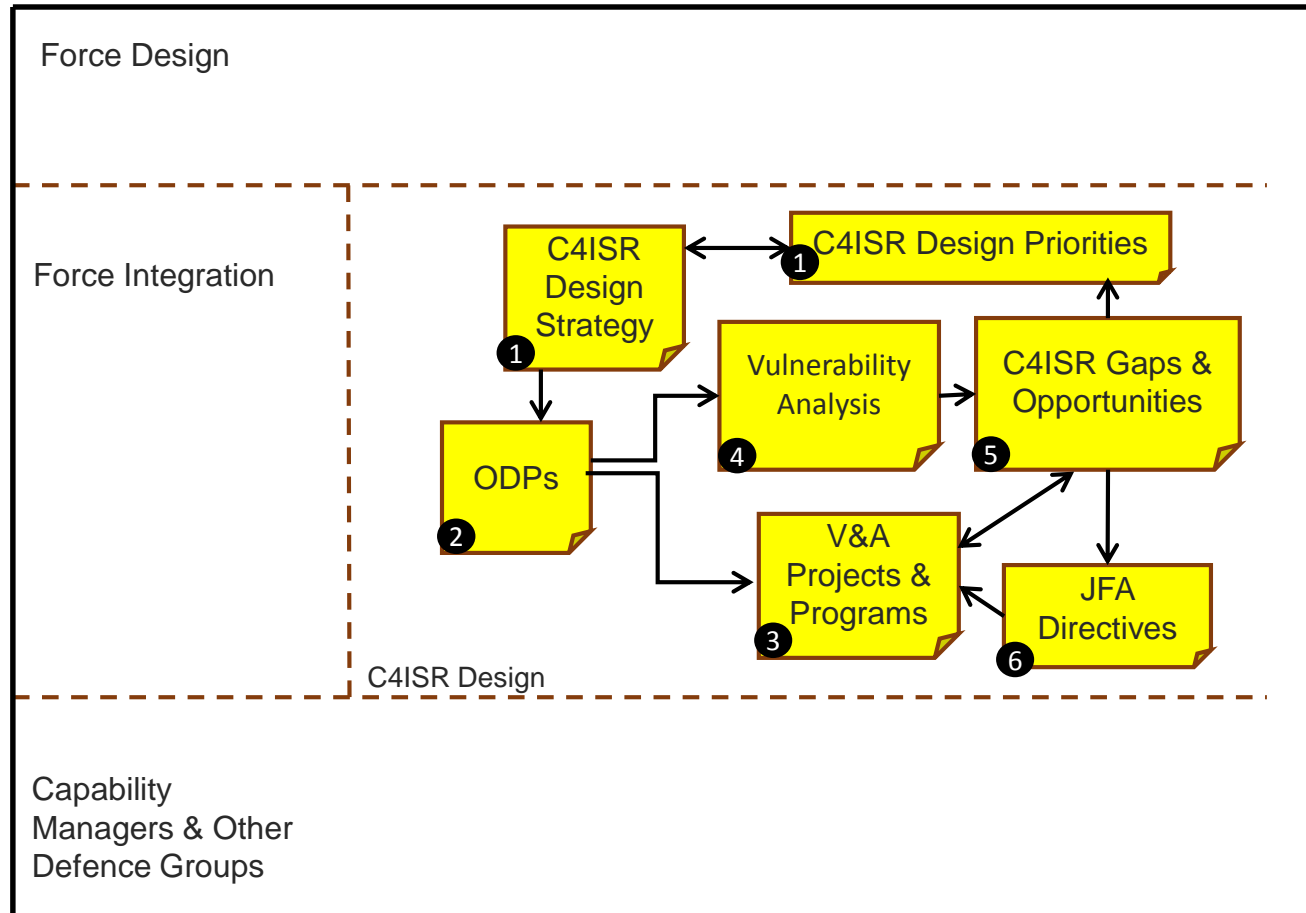 Force Design
Force Integration
C4ISR
Design
Strategy
1
C4ISR Design Priorities
1
Vulnerability
Analysis
4
C4ISR Gaps &
Opportunities
5
ODPs
2
V&A
Projects &
Programs
3
JFA
Directives
6
C4ISR Design
Capability
Managers & Other
Defence Groups